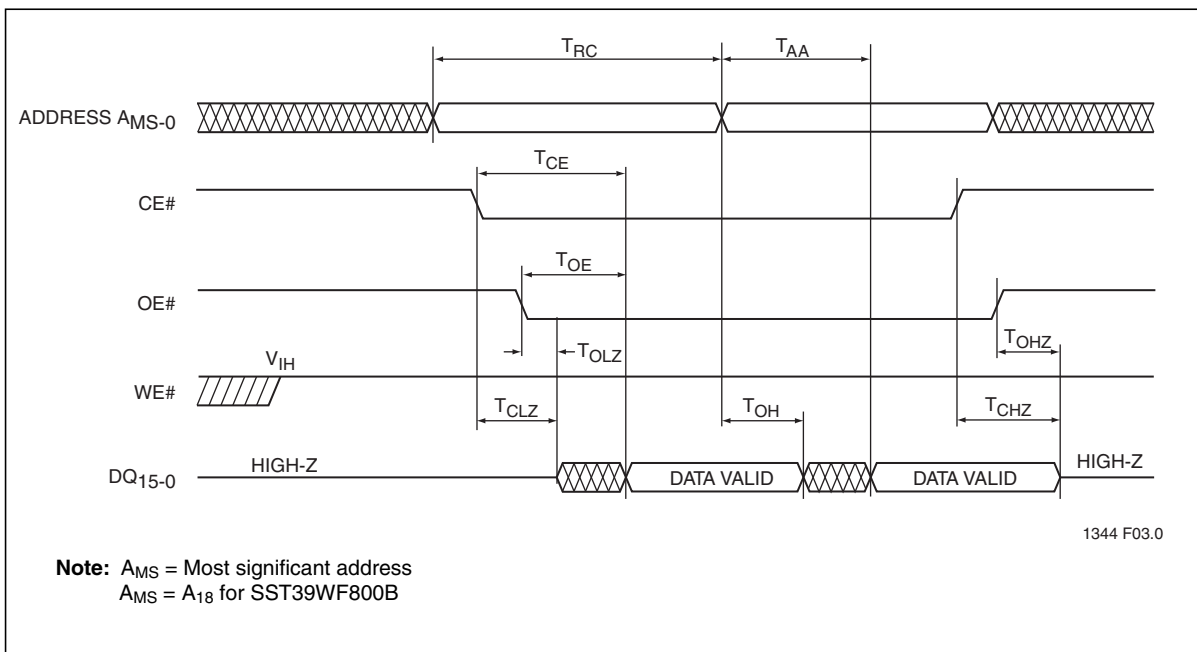 TRC
TAA
ADDRESS AMS-0
TCE
CE#
TOE
OE#
TOLZ
TOHZ
VIH
WE#
TCLZ
TOH
TCHZ
DQ15-0
HIGH-Z
DATA VALID
DATA VALID
HIGH-Z
1344 F03.0
Note: AMS = Most significant address
AMS = A18 for SST39WF800B